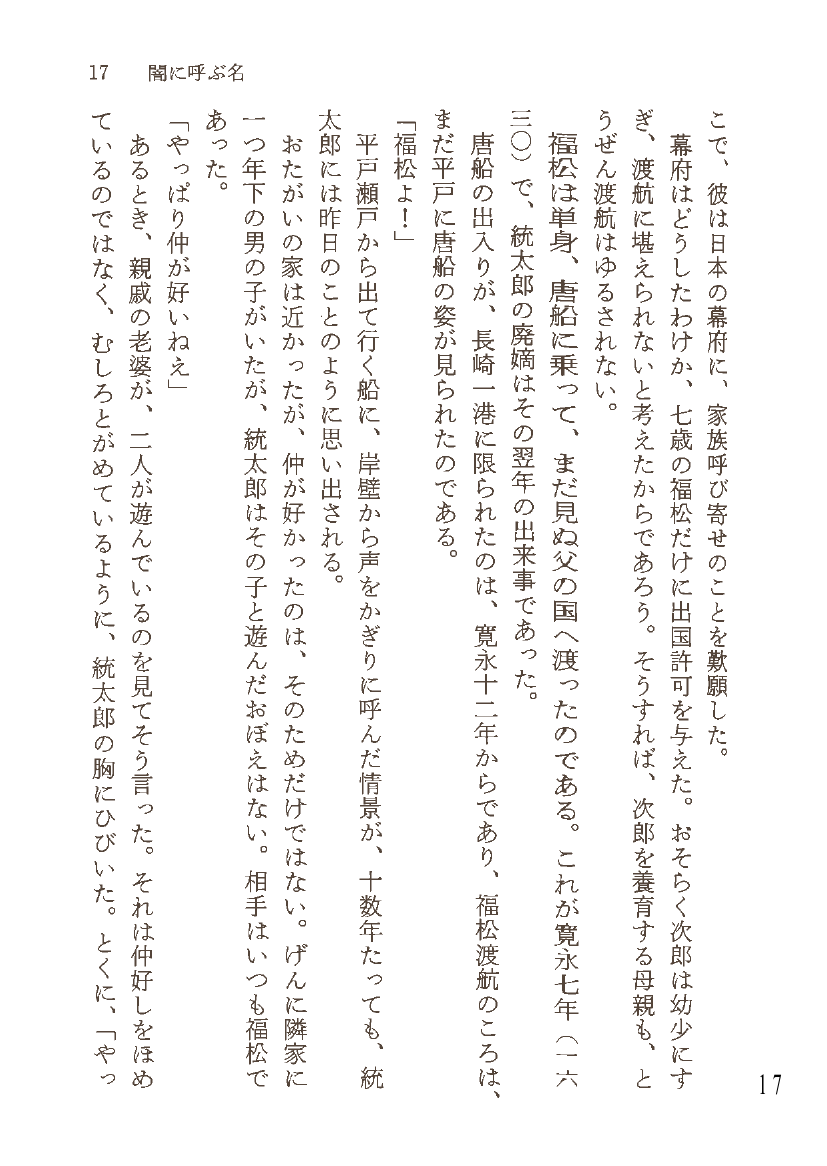 17 闇に呼ぶ名
こで、彼は日本の幕府に、家族呼び寄せのことを歎願した。
幕府はどうしたわけか、七歳の福松だけに出国許可を与えた。おそらく次郎は幼少にす
ぎ、渡航に堪えられないと考えたからであろう。そうすれば、次郎を養育する母親も、と
うぜん渡航はゆるされない。
福松は単身、唐船に乗って、まだ見ぬ父の国へ渡ったのである。これが寛永七年（一六
三〇）で、統太郎の廃嫡はその翌年の出来事であった。
唐船の出入りが、長崎一港に限られたのは、寛永十二年からであり、福松渡航のころは、
まだ平戸に唐船の姿が見られたのである。
「福松よ！」
平戸瀬戸から出て行く船に、岸壁から声をかぎりに呼んだ情景が、十数年たっても、統
太郎には昨日のことのように思い出される。
おたがいの家は近かったが、仲が好かったのは、そのためだけではない。げんに隣家に
一つ年下の男の子がいたが、統太郎はその子と遊んだおぼえはない。相手はいつも福松で
あった。
「やっぱり仲が好いねえ」
あるとき、親戚の老婆が、二人が遊んでいるのを見てそう言った。それは仲好しをほめ
ているのではなく、むしろとがめているように、統太郎の胸にひびいた。とくに、「やっ
17